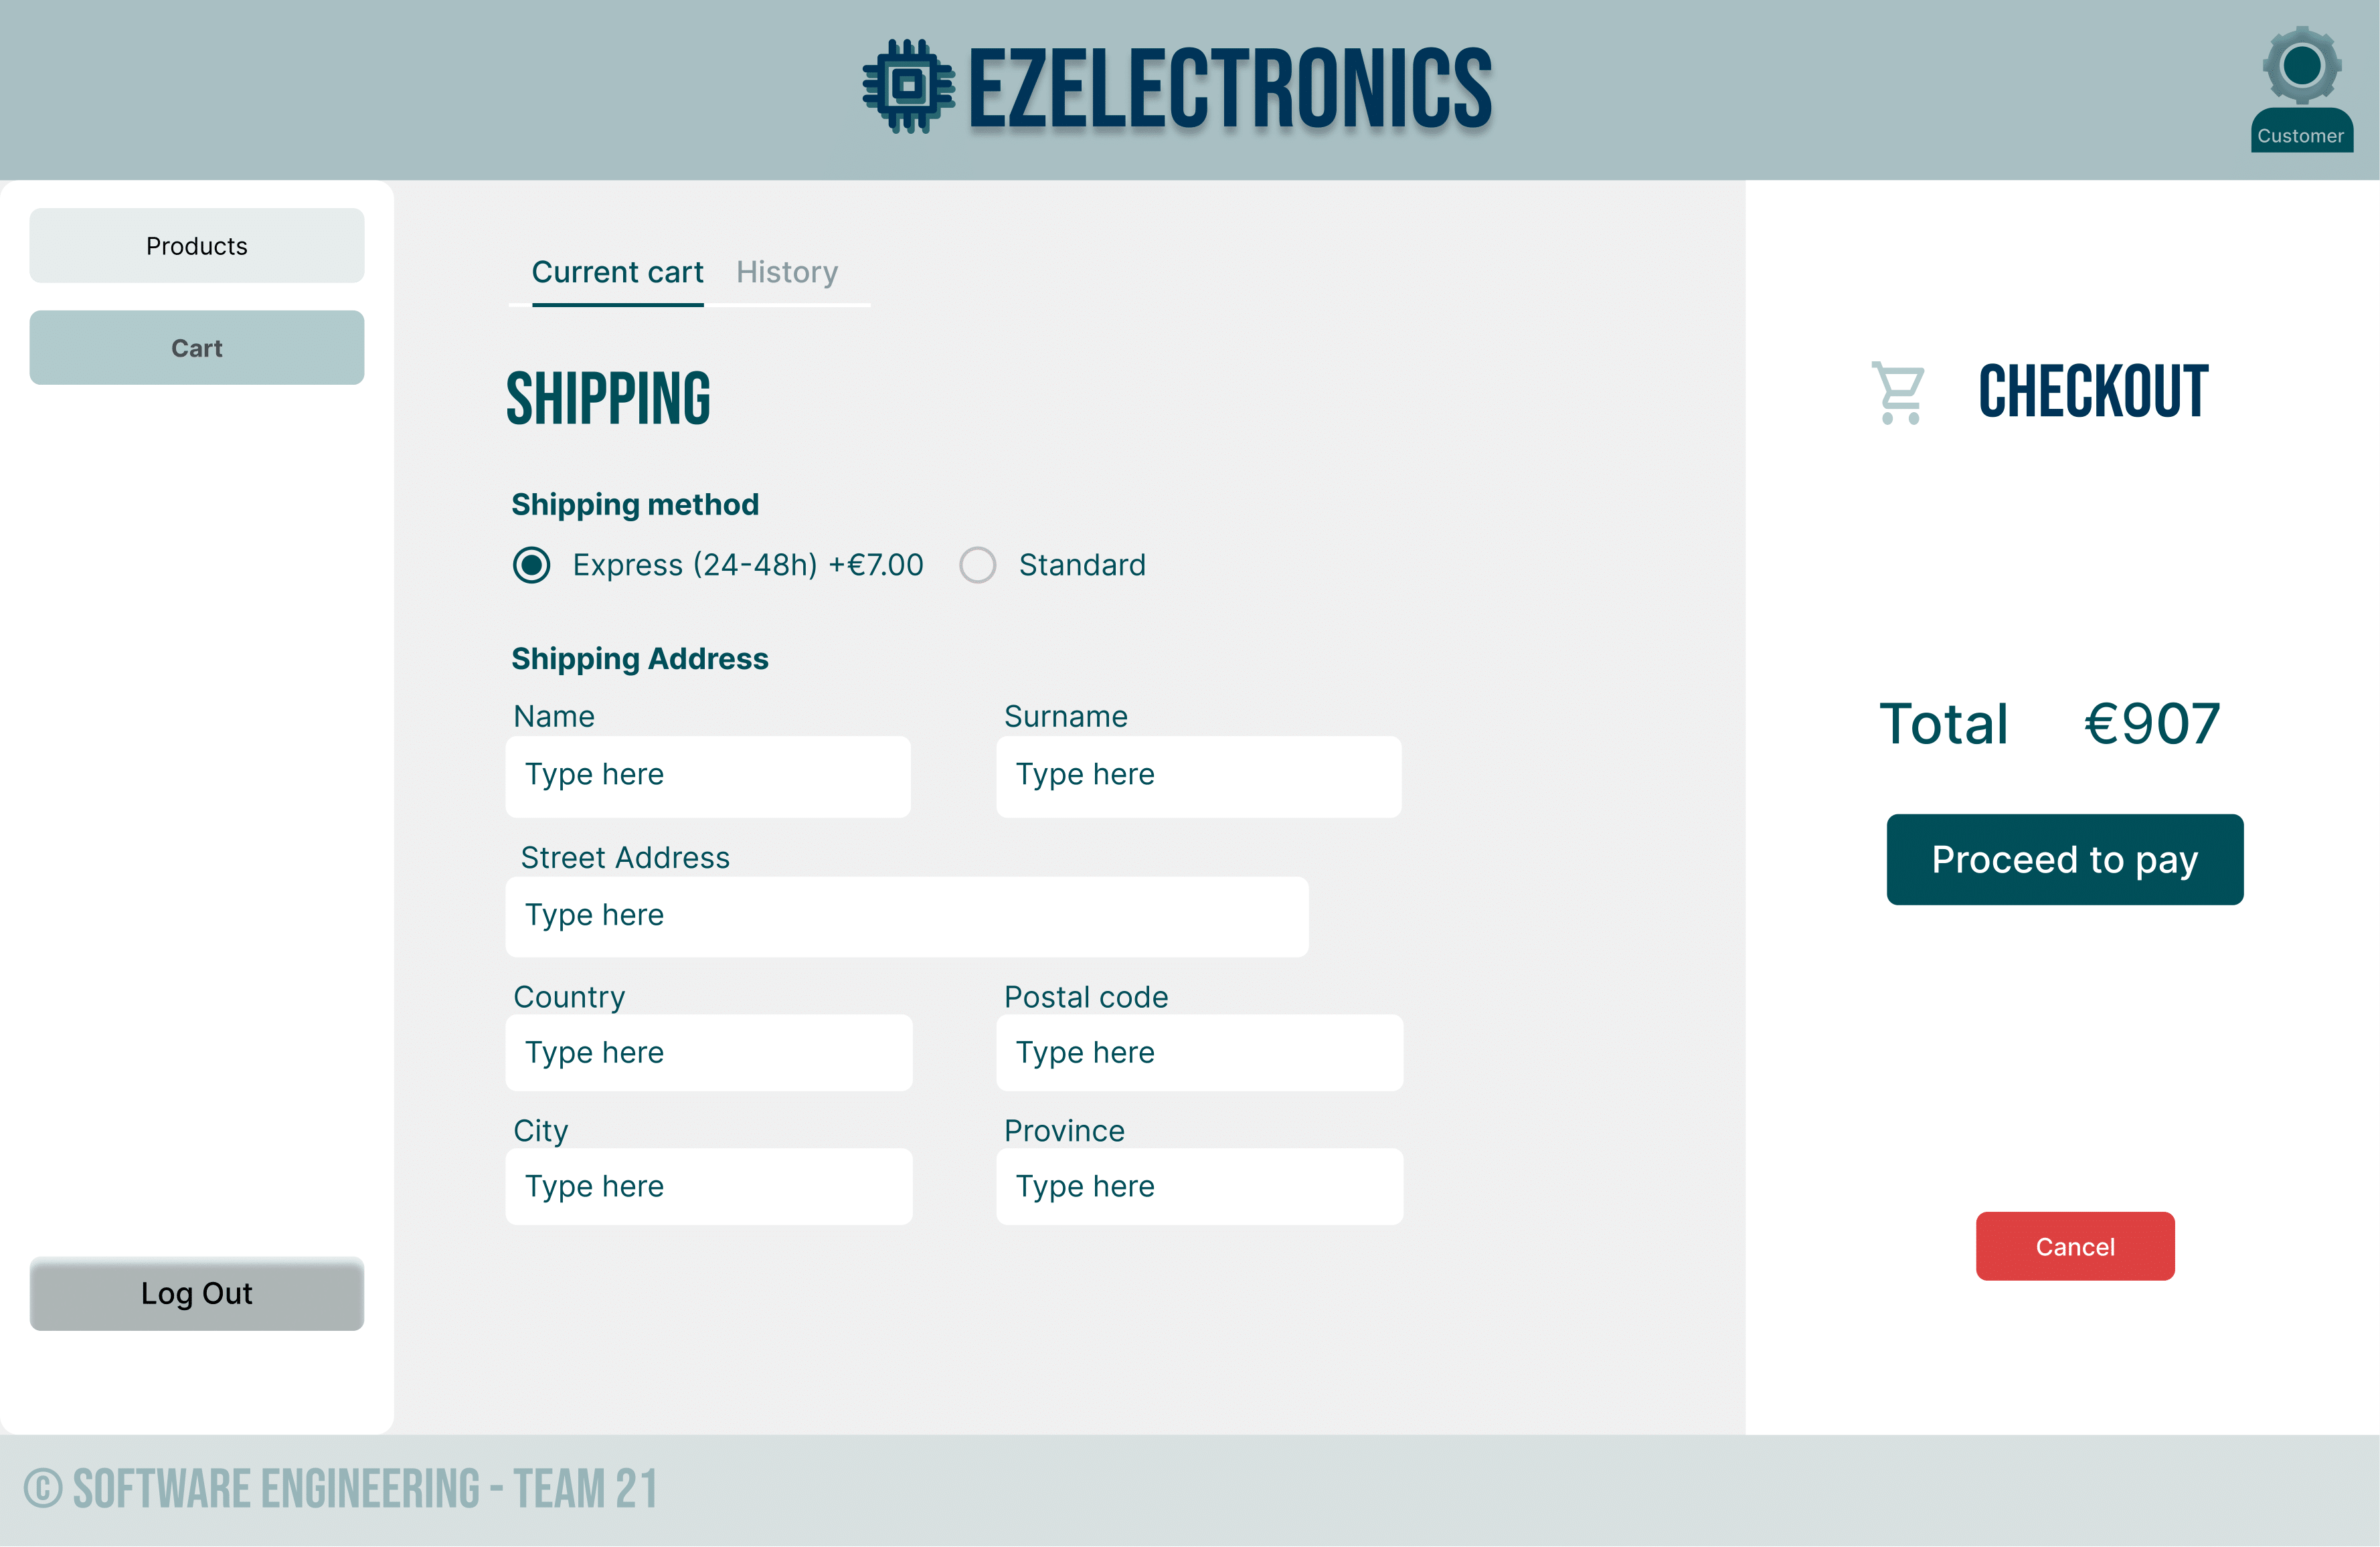 EZELECTRONICS
Customer
Products
Cart
Log Out
Current cart History
SHIPPING
Shipping method
Express (24-48h) +€7.00 Standard
Shipping Address
Name Surname
Type here Type here
Street Address
Type here
Country Postal code
Type here Type here
City Province
Type here Type here
CHECKOUT
Total €907
Proceed to pay
Cancel
© SOFTWARE ENGINEERING - TEAM 21